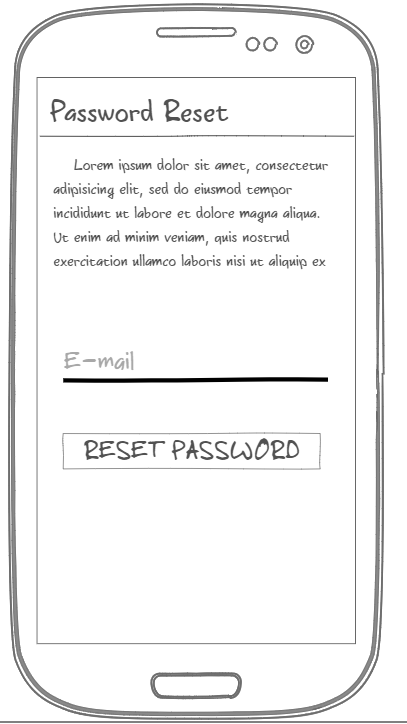 Password Reset
Lorem ipsum dolor sit amet, consectetur
adipisicing elit, sed do eiusmod tempor
incididunt ut labore et dolore magna aliqua.
Ut enim ad minim veniam, quis nostrud
exercitation ullamco laboris nisi ut aliquip ex
E-mail
RESET PASSWORD